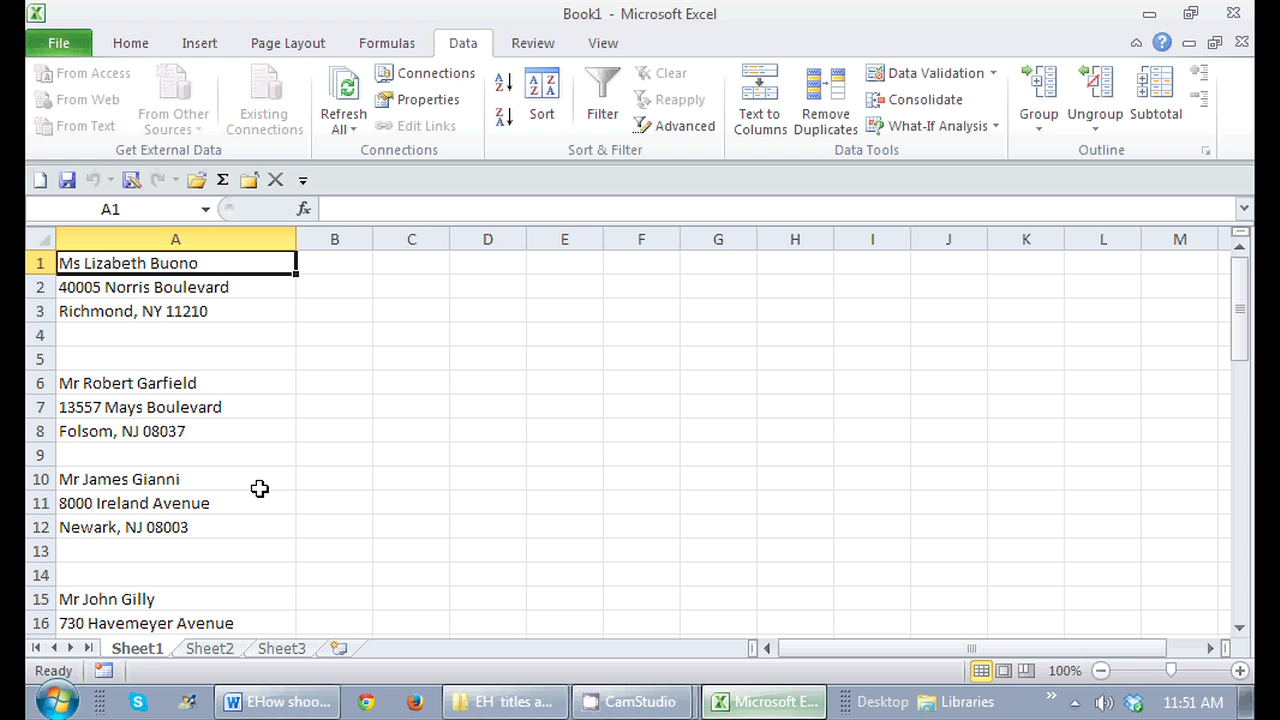 Book1 - Microsoft Excel
File Home Insert Page Layout Formulas Data Review View
From Access
From Web
From Text
From Other Sources
Existing Connections
Get External Data
Refresh All
Connections
Properties
Edit Links
Connections
Sort
Filter
Clear
Reapply
Advanced
Sort & Filter
Text to Columns
Remove Duplicates
Data Validation
Consolidate
What-If Analysis
Data Tools
Group
Ungroup
Subtotal
Outline
A1 fx
A B C D E F G H I J K L M
1 Ms Lizabeth Buono
2 40005 Norris Boulevard
3 Richmond, NY 11210
4
5
6 Mr Robert Garfield
7 13557 Mays Boulevard
8 Folsom, NJ 08037
9
10 Mr James Gianni
11 8000 Ireland Avenue
12 Newark, NJ 08003
13
14
15 Mr John Gilly
16 730 Havemeyer Avenue
Sheet1 Sheet2 Sheet3
Ready 100%
EHow shoo... EH titles a... CamStudio Microsoft E... Desktop Libraries 11:51 AM